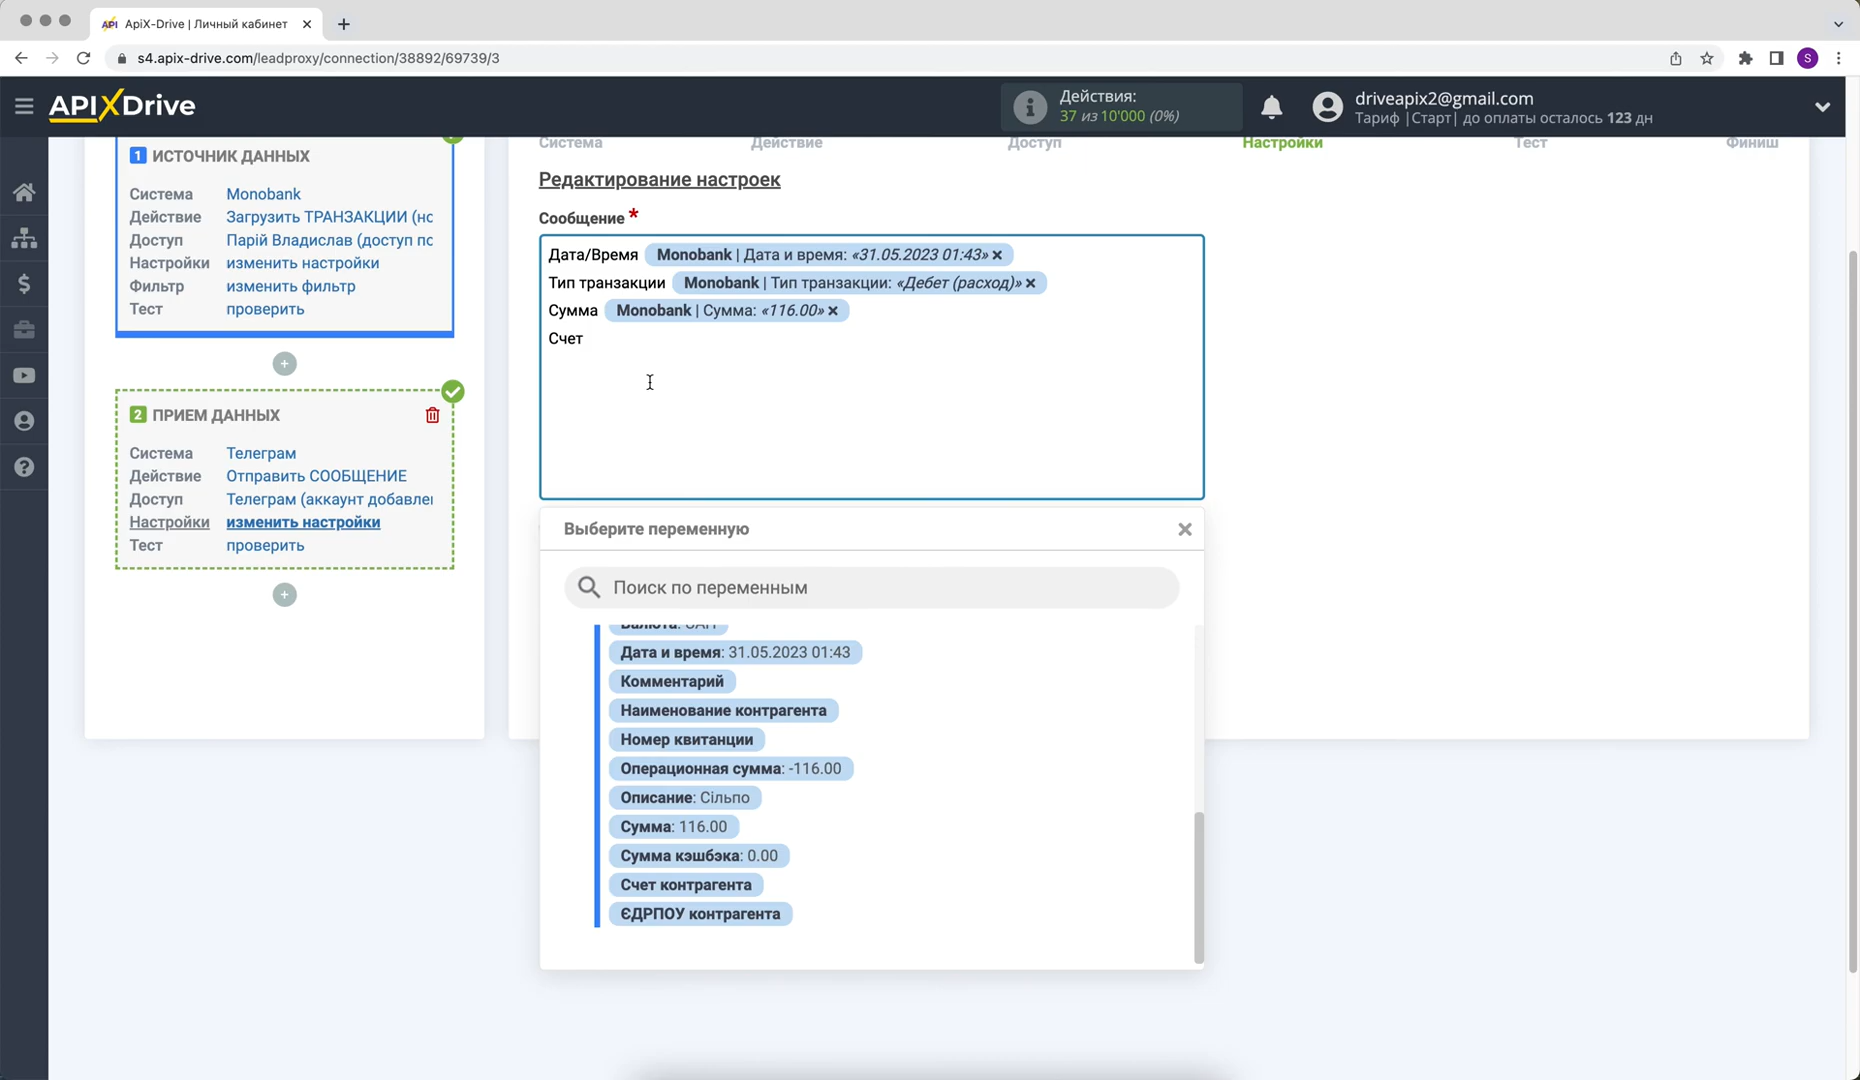 API ApiX-Drive | Личный кабинет
s4.apix-drive.com/leadproxy/connection/38892/69739/3
S
APIXDrive
Действия:
37 из 10'000 (0%)
driveapix2@gmail.com
Тариф |Старт| до оплаты осталось 123 дн
1 ИСТОЧНИК ДАННЫХ
Система Monobank
Действие Загрузить ТРАНЗАКЦИИ (нс
Доступ Парій Владислав (доступ пс
Настройки изменить настройки
Фильтр изменить фильтр
Тест проверить
2 ПРИЕМ ДАННЫХ
Система Телеграм
Действие Отправить СООБЩЕНИЕ
Доступ Телеграм (аккаунт добавлен
Настройки изменить настройки
Тест проверить
Система Действие Доступ Настройки Тест Финиш
Редактирование настроек
Сообщение *
Дата/Время Monobank | Дата и время: «31.05.2023 01:43»
Тип транзакции Monobank | Тип транзакции: «Дебет (расход)»
Сумма Monobank | Сумма: «116.00»
Счет
Выберите переменную
Поиск по переменным
Валюта: UAH
Дата и время: 31.05.2023 01:43
Комментарий
Наименование контрагента
Номер квитанции
Операционная сумма: -116.00
Описание: Сільпо
Сумма: 116.00
Сумма кэшбэка: 0.00
Счет контрагента
ЄДРПОУ контрагента